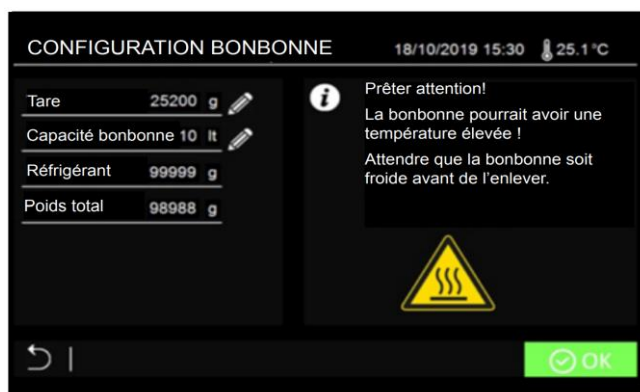 CONFIGURATION BONBONNE 18/10/2019 15:30 25.1°C
Tare 25200 g
Capacité bonbonne 10 lt
Réfrigérant 99999 g
Poids total 98988 g
i
Prêter attention!
La bonbonne pourrait avoir une
température élevée !
Attendre que la bonbonne soit
froide avant de l'enlever.
OK